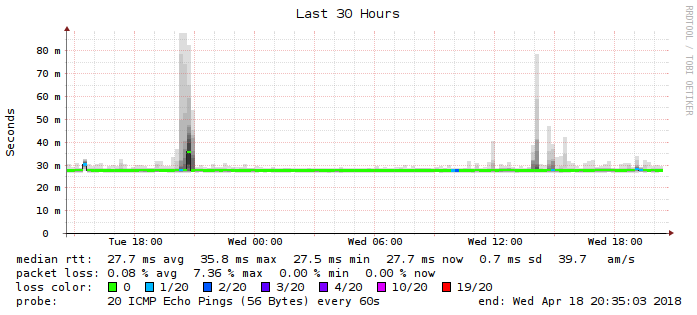 Last 30 Hours
RRDTOOL / TOBI OETIKER
Seconds
80 m
70 m
60 m
50 m
40 m
30 m
20 m
10 m
0
Tue 18:00 Wed 00:00 Wed 06:00 Wed 12:00 Wed 18:00
median rtt: 27.7 ms avg 35.8 ms max 27.5 ms min 27.7 ms now 0.7 ms sd 39.7 am/s
packet loss: 0.08 % avg 7.36 % max 0.00 % min 0.00 % now
loss color: 0 1/20 2/20 3/20 4/20 10/20 19/20
probe: 20 ICMP Echo Pings (56 Bytes) every 60s end: Wed Apr 18 20:35:03 2018